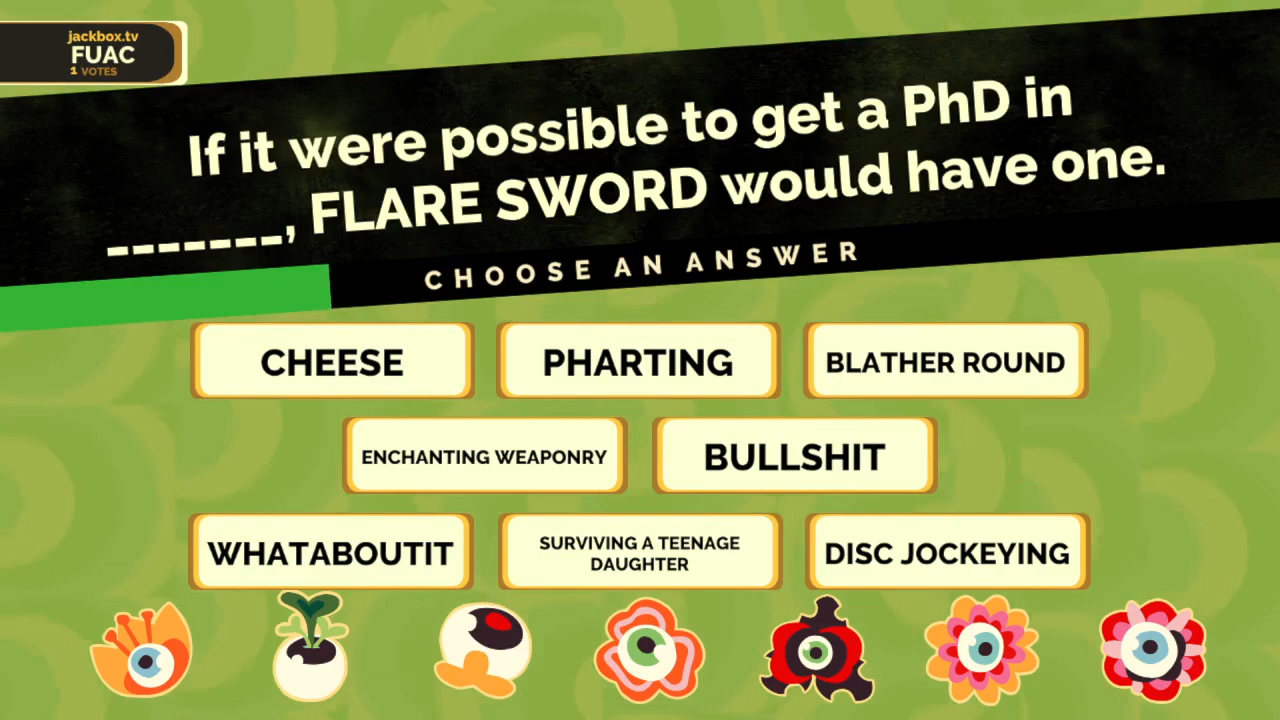 jackbox.tv
FUAC
1 VOTES
If it were possible to get a PhD in
_______, FLARE SWORD would have one.
CHOOSE AN ANSWER
CHEESE
PHARTING
BLATHER ROUND
ENCHANTING WEAPONRY
BULLSHIT
WHATABOUTIT
SURVIVING A TEENAGE
DAUGHTER
DISC JOCKEYING